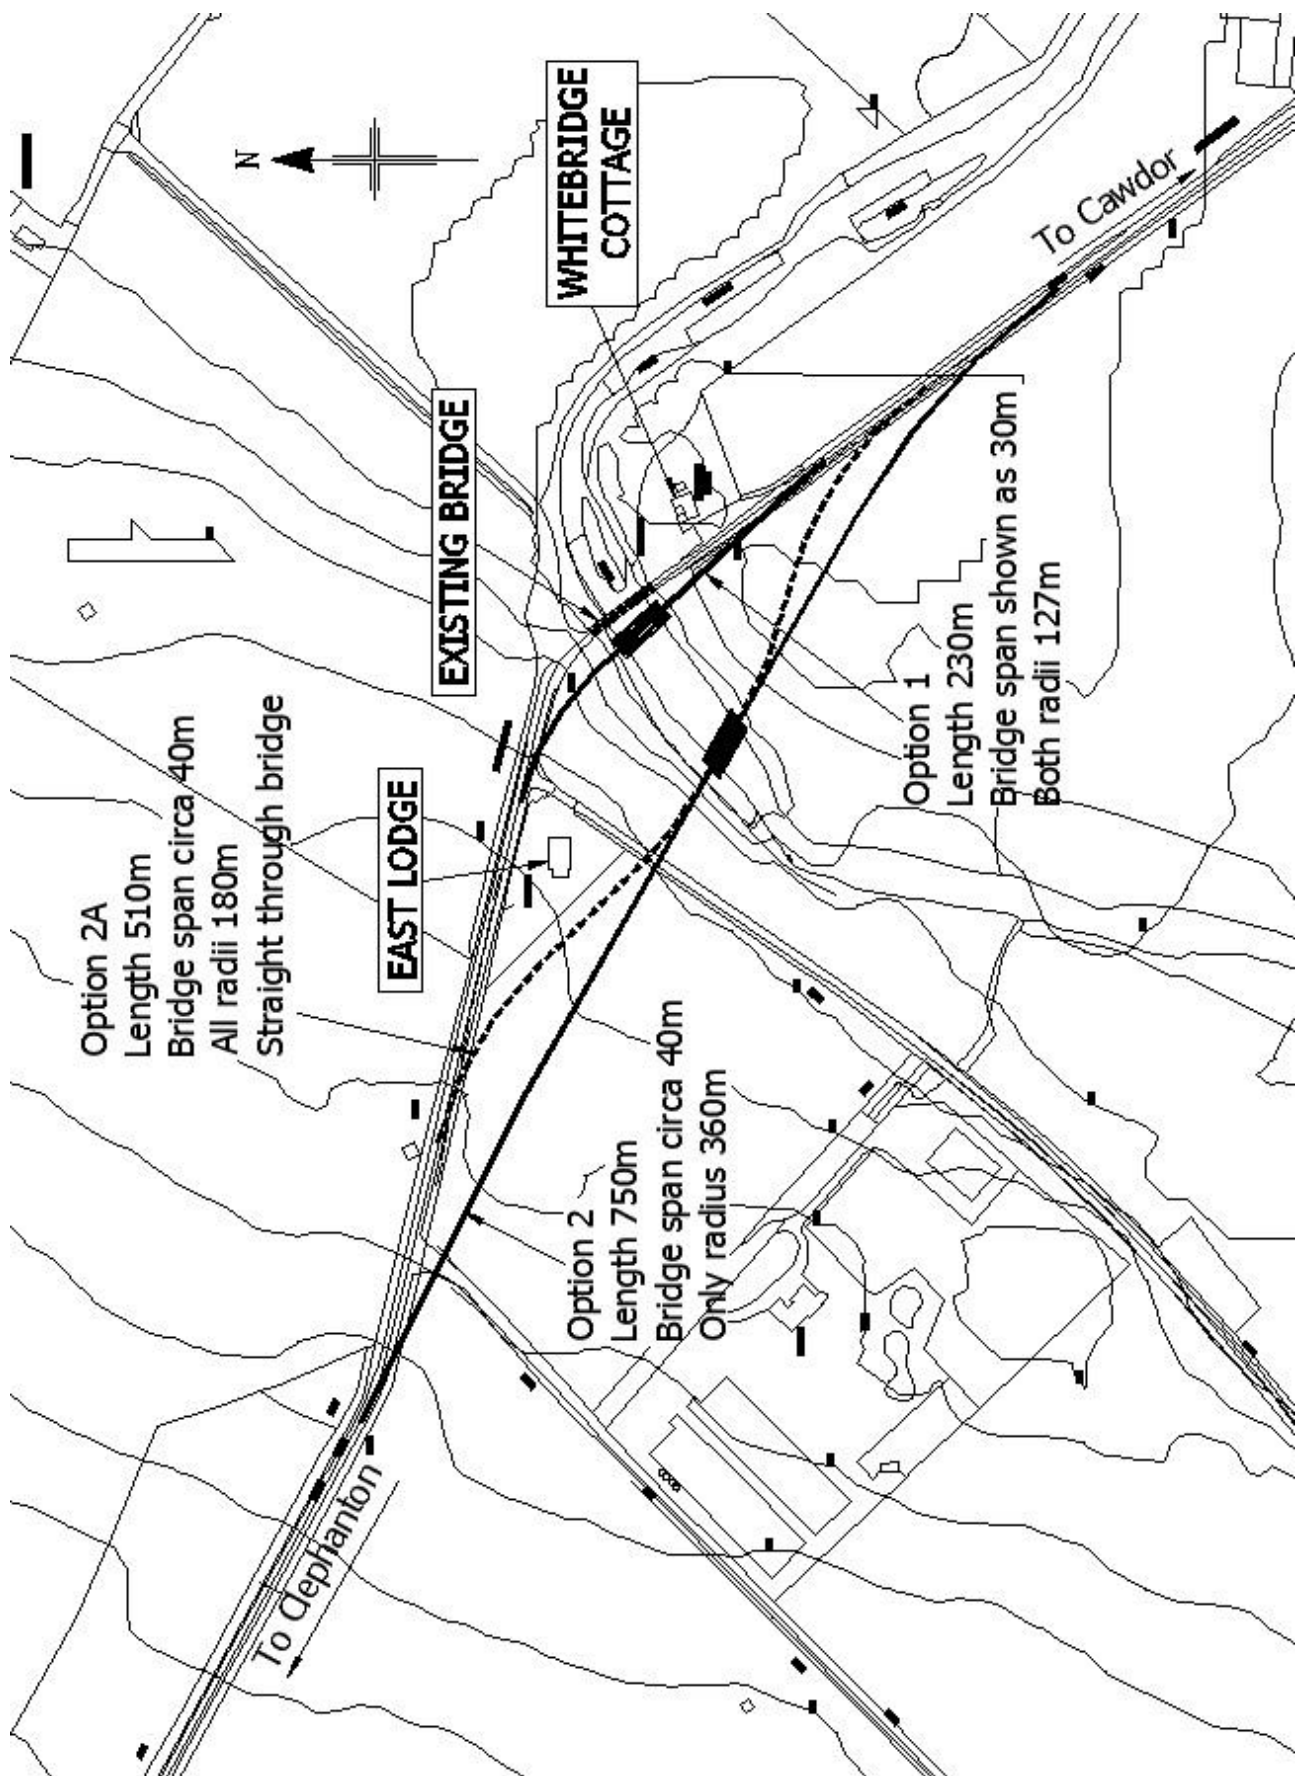 Option 2A
Length 510m
Bridge span circa 40m
All radii 180m
Straight through bridge
N
WHITEBRIDGE
COTTAGE
EXISTING BRIDGE
EAST LODGE
To Clephanton
To Cawdor
Option 2
Length 750m
Bridge span circa 40m
Only radius 360m
Option 1
Length 230m
Bridge span shown as 30m
Both radii 127m